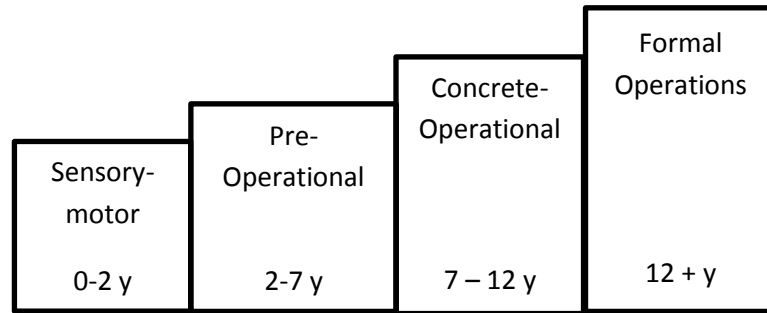 Sensory-
motor
0-2 y
Pre-
Operational
2-7 y
Concrete-
Operational
7 – 12 y
Formal
Operations
12 + y